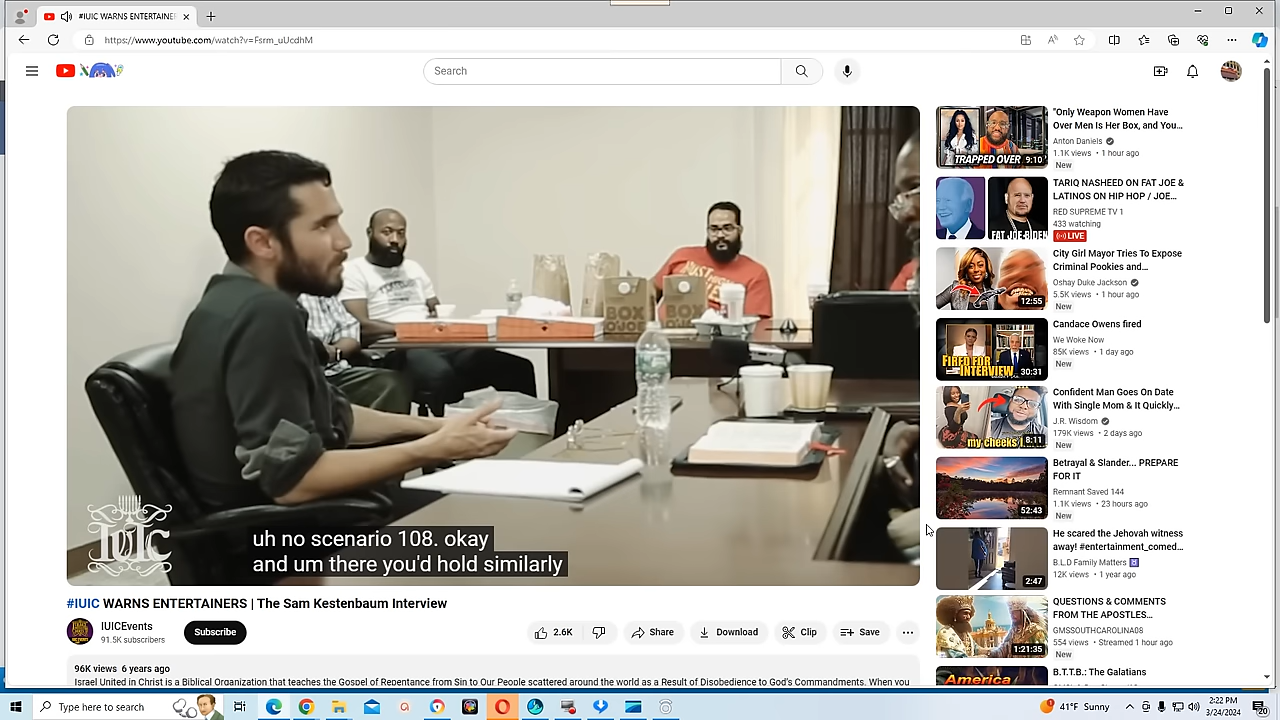 #IUIC WARNS ENTERTAINER
https://www.youtube.com/watch?v=Fsrm_uUcdhM
Search
IUIC
uh no scenario 108. okay
and um there you'd hold similarly
#IUIC WARNS ENTERTAINERS | The Sam Kestenbaum Interview
IUICEvents
91.5K subscribers
Subscribe
2.6K
Share
Download
Clip
Save
96K views 6 years ago
Israel United in Christ is a Biblical Organization that teaches the Gospel of Repentance from Sin to Our People scattered around the world as a Result of Disobedience to God's Commandments. When you
TRAPPED OVER
9:10
"Only Weapon Women Have
Over Men Is Her Box, and You...
Anton Daniels
1.1K views • 1 hour ago
New
FAT JOE BIDEN
TARIQ NASHEED ON FAT JOE &
LATINOS ON HIP HOP / JOE...
RED SUPREME TV 1
433 watching
LIVE
12:55
City Girl Mayor Tries To Expose
Criminal Pookies and...
Oshay Duke Jackson
5.5K views • 1 hour ago
New
FIRED FOR
INTERVIEW
30:31
Candace Owens fired
We Woke Now
85K views • 1 day ago
New
my cheeks
8:11
Confident Man Goes On Date
With Single Mom & It Quickly...
J.R. Wisdom
179K views • 2 days ago
New
52:43
Betrayal & Slander... PREPARE
FOR IT
Remnant Saved 144
1.1K views • 23 hours ago
New
2:47
He scared the Jehovah witness
away! #entertainment_comed...
B.L.D Family Matters
12K views • 1 year ago
1:21:35
QUESTIONS & COMMENTS
FROM THE APOSTLES...
GMSSOUTHCAROLINA08
554 views • Streamed 1 hour ago
New
America
B.T.T.B.: The Galatians
Type here to search
41°F Sunny
2:22 PM
3/24/2024
20